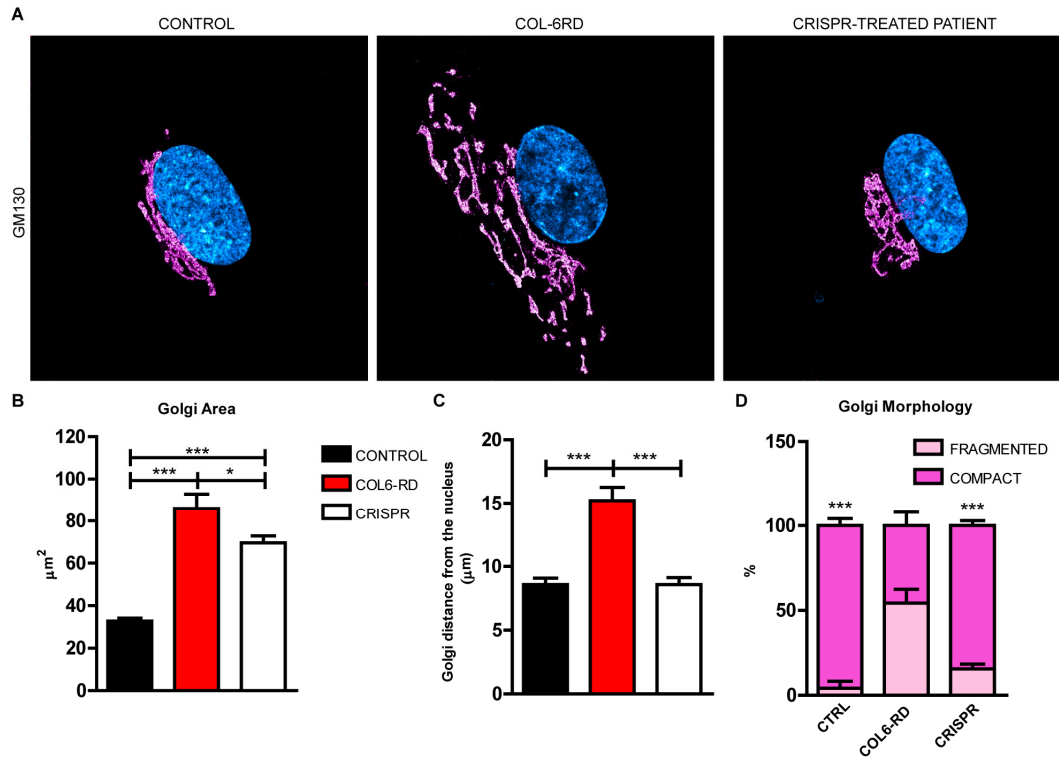 A
CONTROL
COL-6RD
CRISPR-TREATED PATIENT
GM130
B
Golgi Area
120
100
80
60
40
20
0
μm2
***
***
*
CONTROL
COL6-RD
CRISPR
C
20
15
10
5
0
Golgi distance from the nucleus
(μm)
***
***
D
Golgi Morphology
150
100
50
0
%
FRAGMENTED
COMPACT
***
***
CTRL
COL6-RD
CRISPR